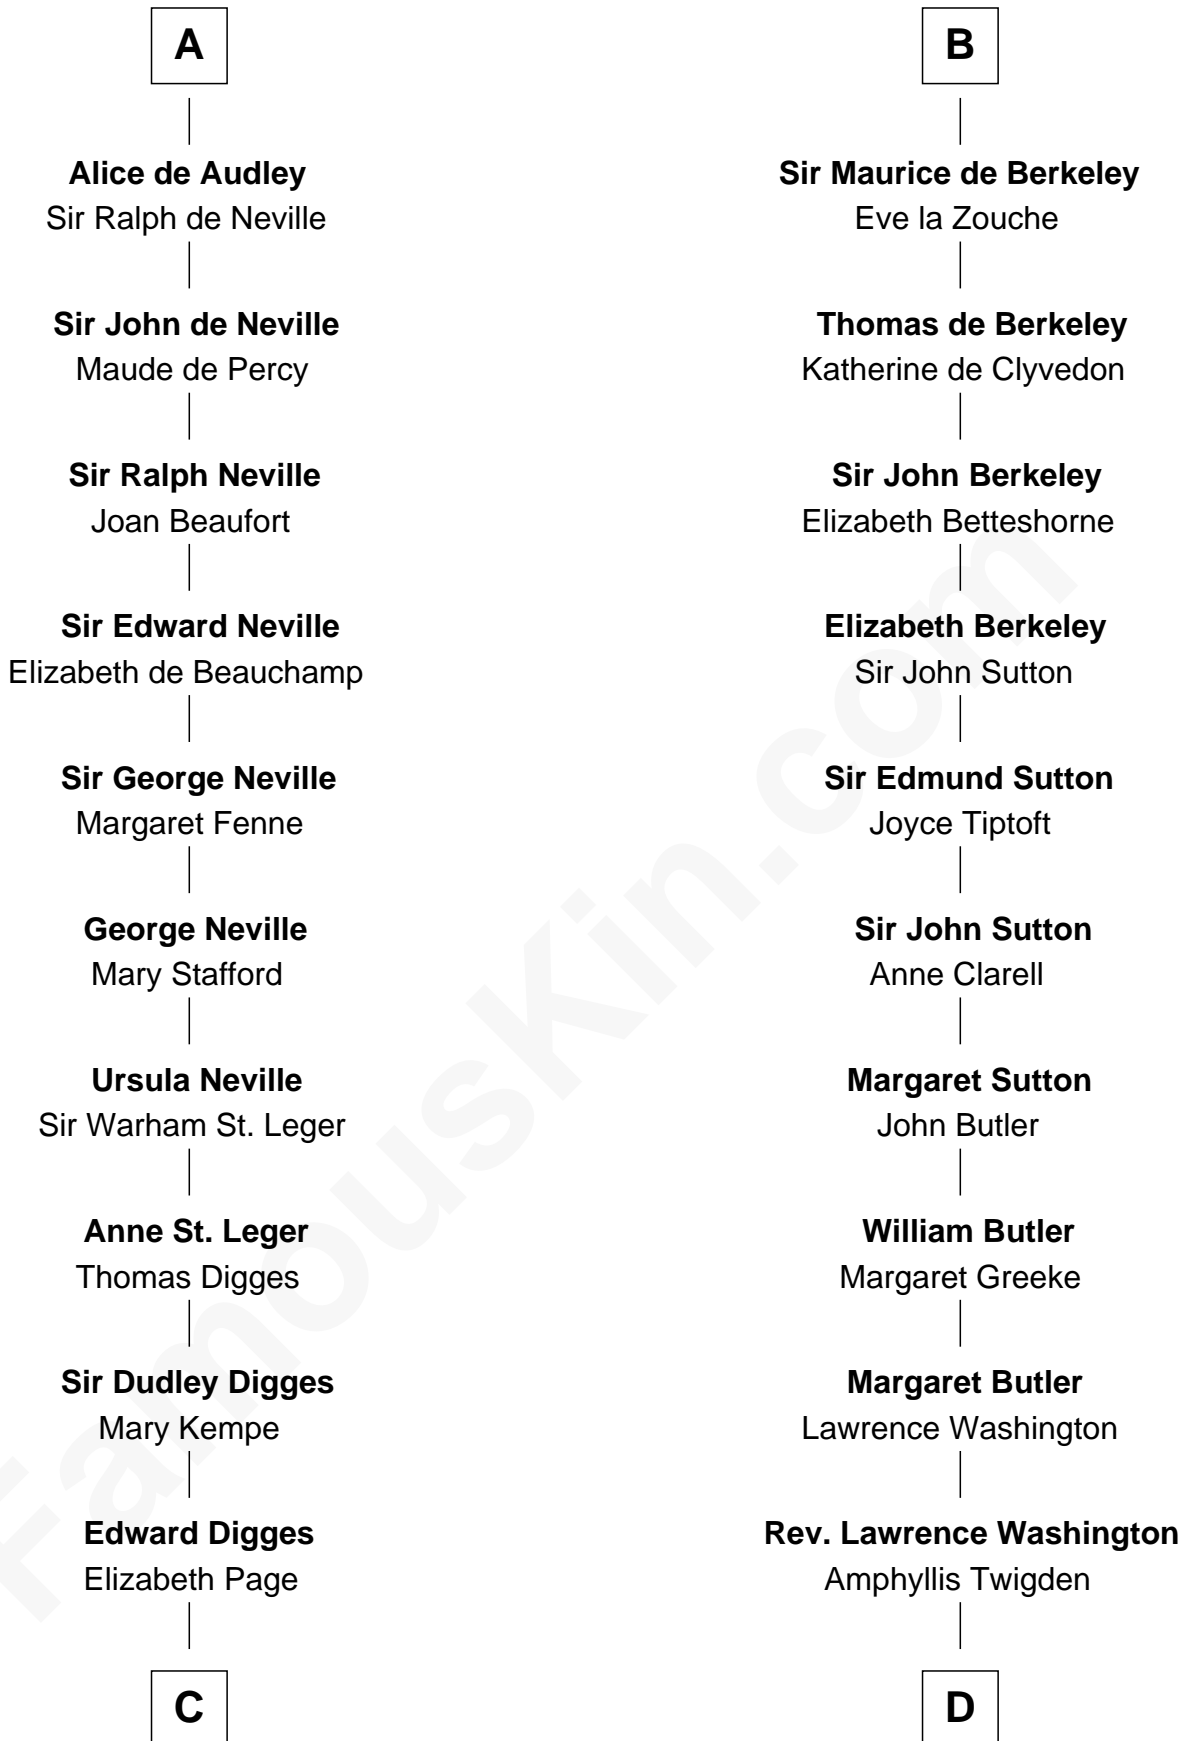 A
Alice de Audley
Sir Ralph de Neville
Sir John de Neville
Maude de Percy
Sir Ralph Neville
Joan Beaufort
Sir Edward Neville
Elizabeth de Beauchamp
Sir George Neville
Margaret Fenne
George Neville
Mary Stafford
Ursula Neville
Sir Warham St. Leger
Anne St. Leger
Thomas Digges
Sir Dudley Digges
Mary Kempe
Edward Digges
Elizabeth Page
C
B
Sir Maurice de Berkeley
Eve la Zouche
Thomas de Berkeley
Katherine de Clyvedon
Sir John Berkeley
Elizabeth Betteshorne
Elizabeth Berkeley
Sir John Sutton
Sir Edmund Sutton
Joyce Tiptoft
Sir John Sutton
Anne Clarell
Margaret Sutton
John Butler
William Butler
Margaret Greeke
Margaret Butler
Lawrence Washington
Rev. Lawrence Washington
Amphyllis Twigden
D
FamousKin.com